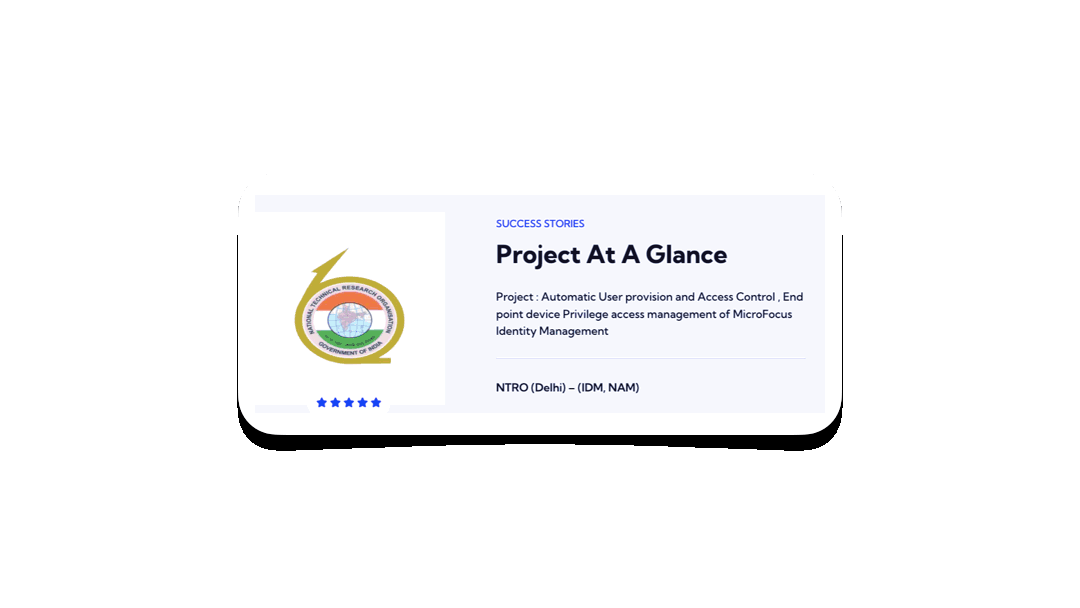 SUCCESS STORIES
Project At A Glance
Project : Automatic User provision and Access Control , End
point device Privilege access management of MicroFocus
Identity Management
NTRO (Delhi) – (IDM, NAM)
NATIONAL TECHNICAL RESEARCH ORGANISATION
GOVERNMENT OF INDIA